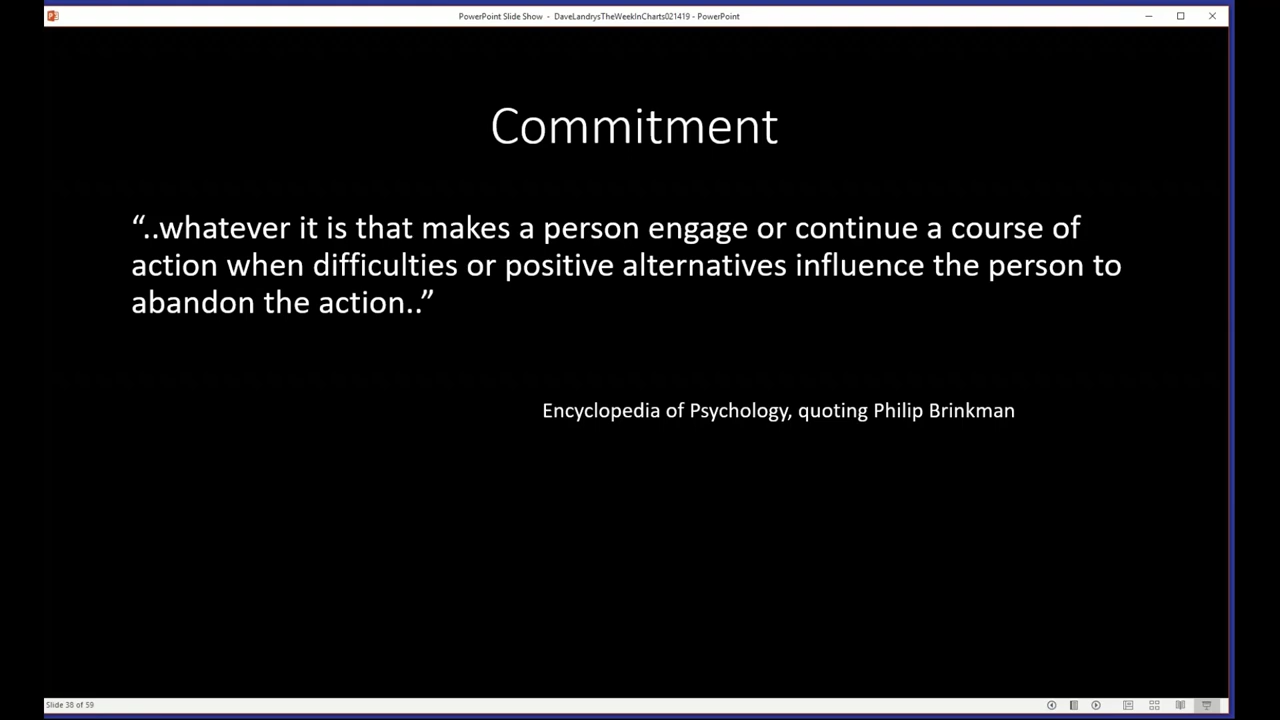 PowerPoint Slide Show - DaveLandrysTheWeekInCharts021419 - PowerPoint
Commitment
“..whatever it is that makes a person engage or continue a course of
action when difficulties or positive alternatives influence the person to
abandon the action..”
Encyclopedia of Psychology, quoting Philip Brinkman
Slide 38 of 59